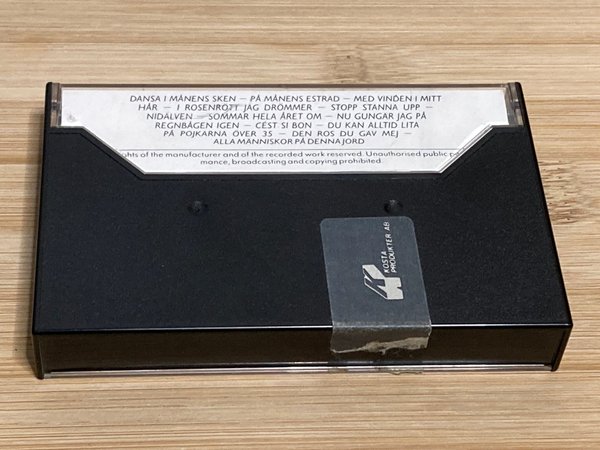 DANSA I MÅNENS SKEN – PÅ MÅNENS ESTRAD – MED VINDEN I MITT
HÅR – I ROSENRÖTT JAG DRÖMMER – STOPP STANNA UPP –
NIDÄLVEN – SOMMAR HELA ÅRET OM – NU GUNGAR JAG PÅ
REGNBÅGEN IGEN – CEST SI BON – DU KAN ALLTID LITA
PÅ POJKARNA ÖVER 35 – DEN ROS DU GAV MEJ –
ALLA MÄNNISKOR PÅ DENNA JORD
ghts of the manufacturer and of the recorded work reserved. Unauthorised public p
mance, broadcasting and copying prohibited.
KOSTA
PRODUKTER AB